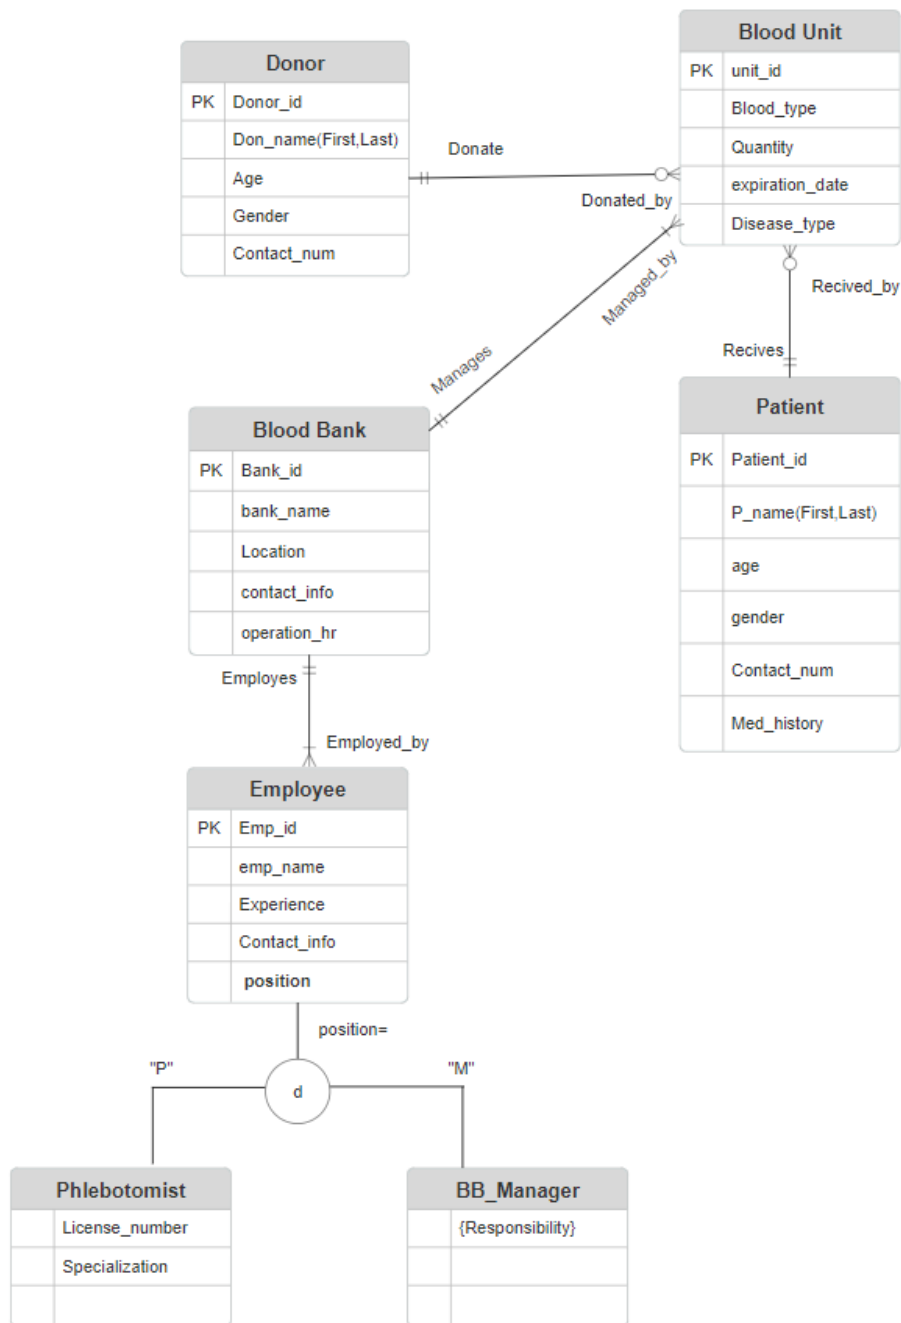 Donor
PK Donor_id
Don_name(First,Last)
Age
Gender
Contact_num
Donate
Donated_by
Blood Unit
PK unit_id
Blood_type
Quantity
expiration_date
Disease_type
Managed_by
Manages
Recived_by
Recives
Patient
PK Patient_id
P_name(First,Last)
age
gender
Contact_num
Med_history
Blood Bank
PK Bank_id
bank_name
Location
contact_info
operation_hr
Employes
Employed_by
Employee
PK Emp_id
emp_name
Experience
Contact_info
position
position=
"P"
"M"
d
Phlebotomist
License_number
Specialization
BB_Manager
{Responsibility}